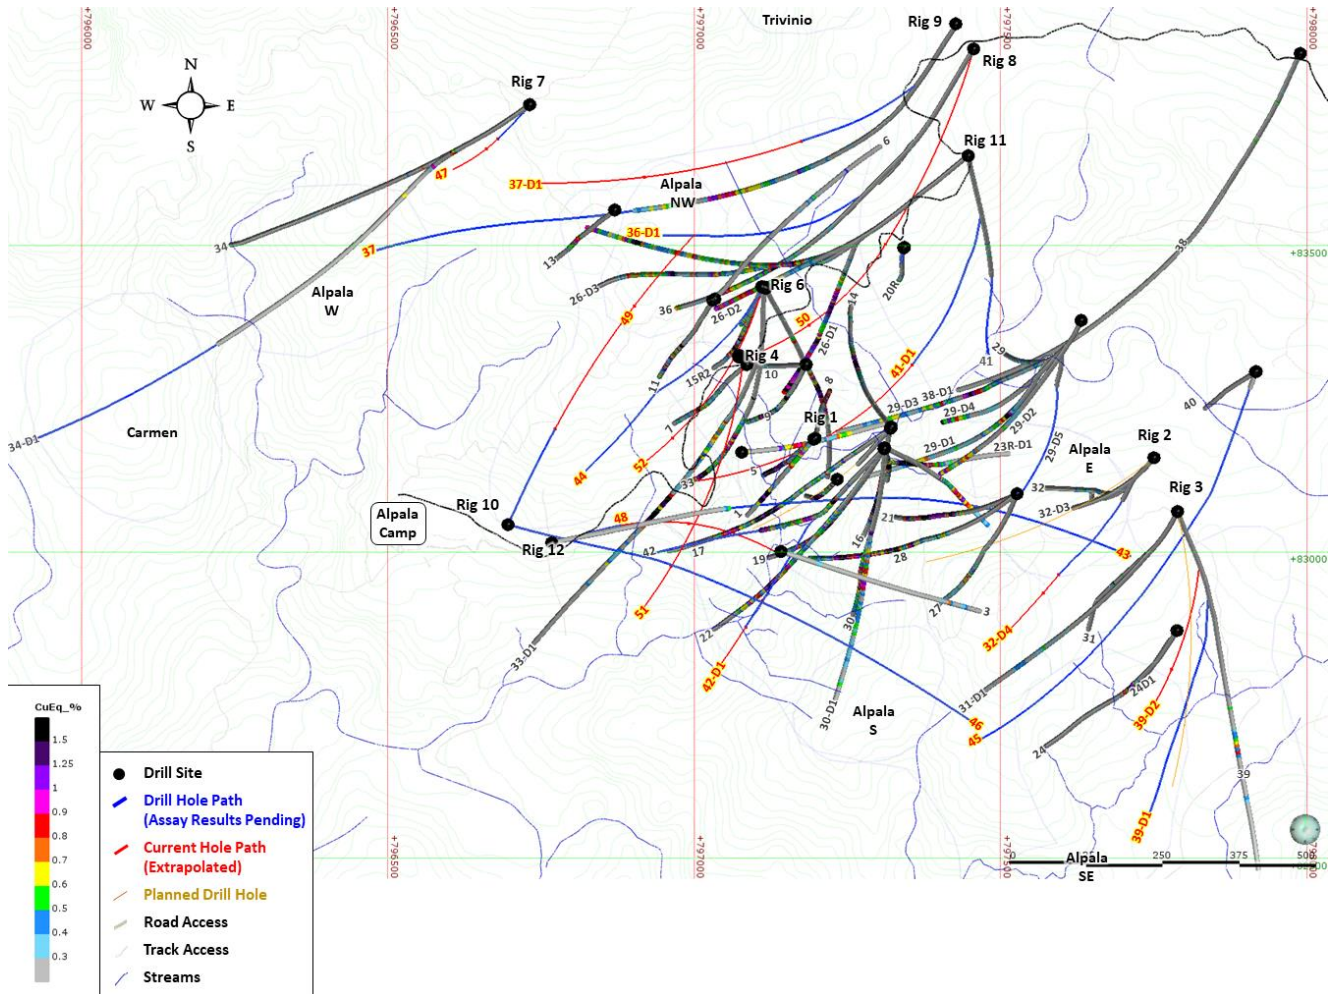 +796000
+796500
+797000
+798000
Trivinio
Rig 9
Rig 8
N
W
E
S
Rig 7
Rig 11
6
47
37-D1
Alpala
NW
34
37
36-D1
13
38
+83500
Alpala
W
26-D3
36
26-D2
Rig 6
20R
14
49
50
26-D1
Rig 4
15R2
10
11
41-D1
41
29
8
9
7
29-D3
38-D1
29-D4
29-D2
40
Rig 1
29-D1
23R-D1
29-D5
34-D1
Carmen
44
52
33
5
1
Alpala
E
Rig 2
32
32-D3
Rig 3
Rig 10
Alpala
Camp
48
21
16
Rig 12
42
17
19
28
43
+83000
51
22
30
27
3
33-D1
32-D4
31
42-D1
31-D1
24D1
30-D1
Alpala
S
46
45
39-D2
24
39
39-D1
0
250
375
Alpala
SE
+796500
+797000
CuEq_%
1.5
1.25
1
0.9
0.8
0.7
0.6
0.5
0.4
0.3
Drill Site
Drill Hole Path
(Assay Results Pending)
Current Hole Path
(Extrapolated)
Planned Drill Hole
Road Access
Track Access
Streams